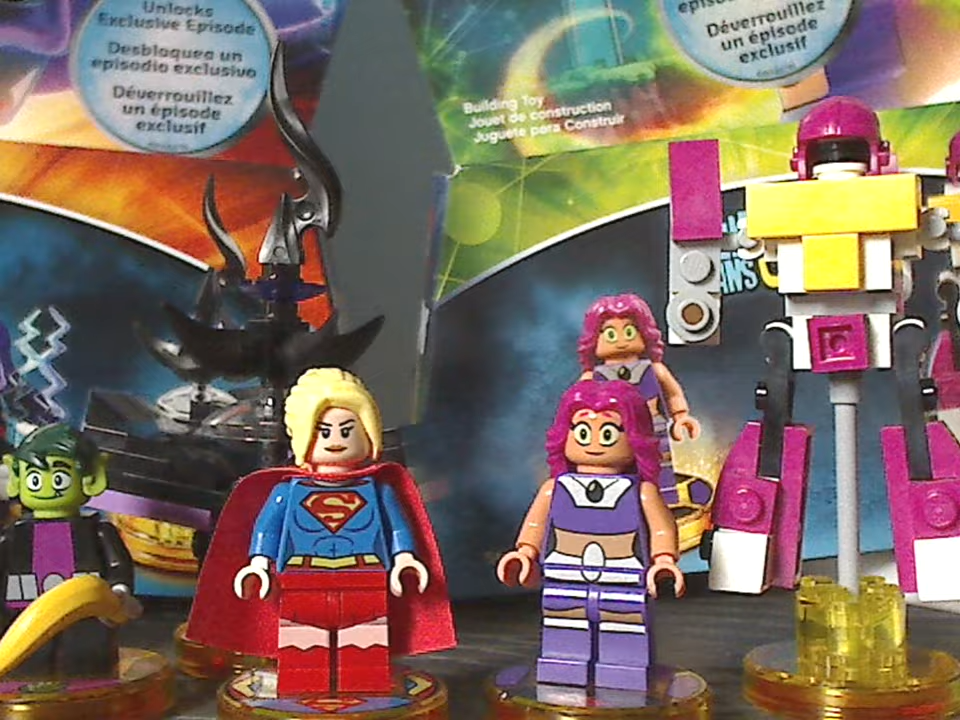 Unlocks
Exclusive Episode
Desbloquea un
episodio exclusivo
Déverrouillez
un épisode
exclusif
Building Toy
Jouet de construction
Juguete para Construir
Déverrouillez
un épisode
exclusif